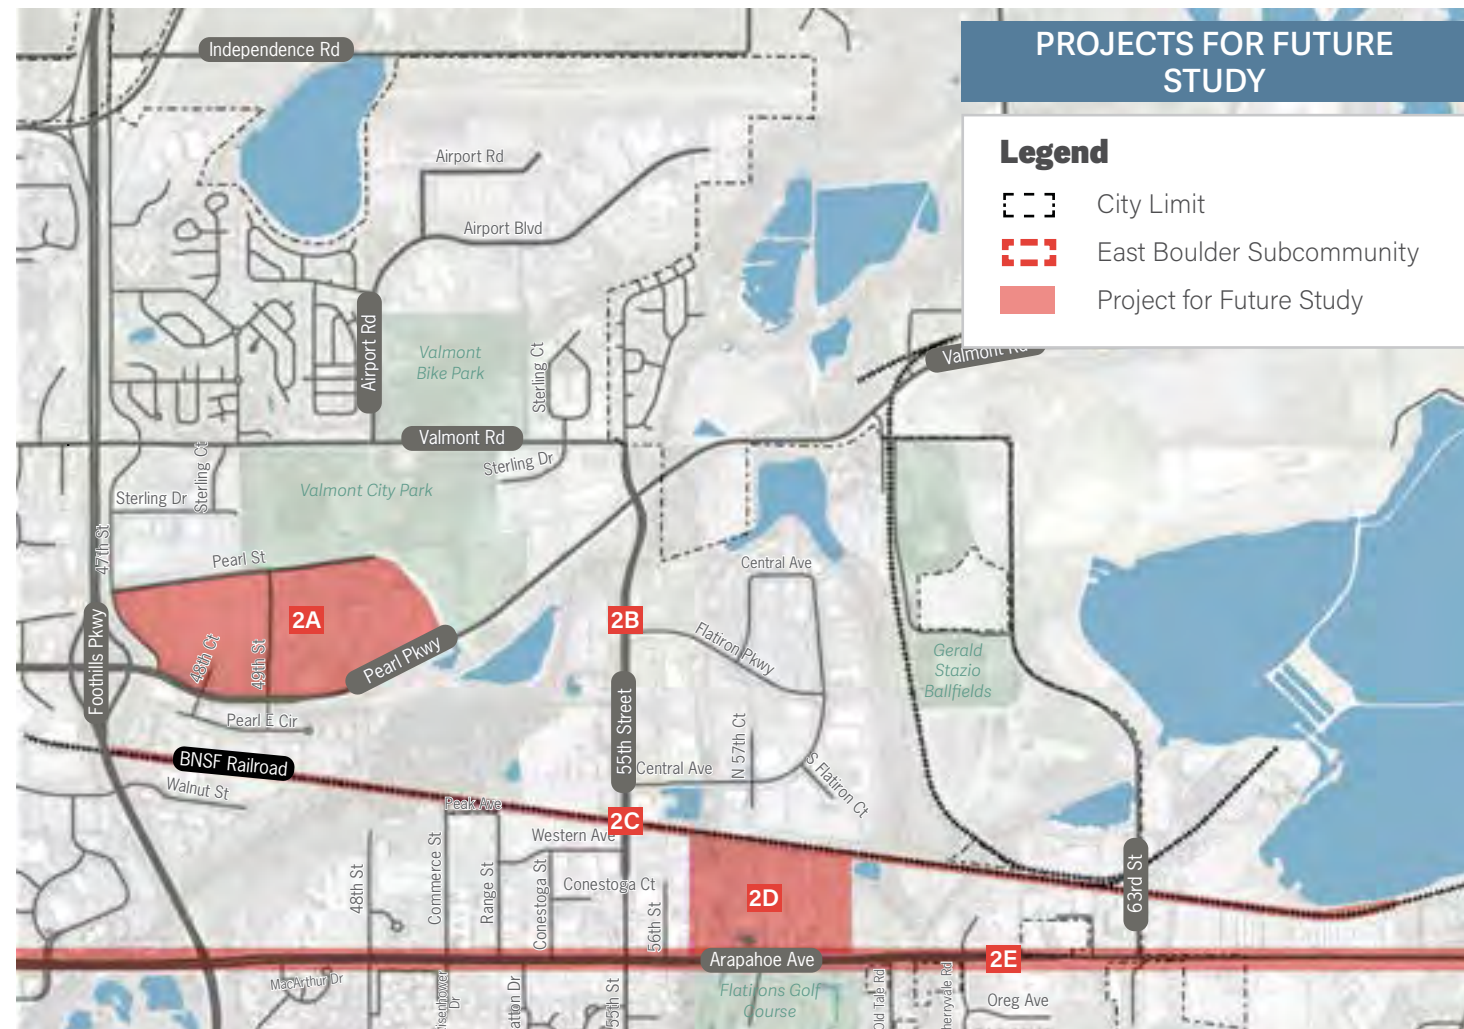 Independence Rd
PROJECTS FOR FUTURE
STUDY
Legend
City Limit
East Boulder Subcommunity
Project for Future Study
Airport Rd
Airport Blvd
Airport Rd
Valmont
Bike Park
Sterling Ct
Valmont Rd
Valmont Rd
Sterling Dr
Sterling Ct
Sterling Dr
Valmont City Park
47th St
Pearl St
Central Ave
2A
2B
Foothills Pkwy
48th Ct
49th St
Pearl Pkwy
Flatiron Pkwy
Gerald
Stazio
Ballfields
Pearl E Cir
55th Street
N 57th Ct
BNSF Railroad
Central Ave
S Flatiron Ct
Walnut St
Peak Ave
2C
Western Ave
48th St
Commerce St
Range St
Conestoga St
Conestoga Ct
56th St
2D
63rd St
Arapahoe Ave
2E
MacArthur Dr
Dr
55th St
Flatirons Golf
Course
Old Tale Rd
Oreg Ave